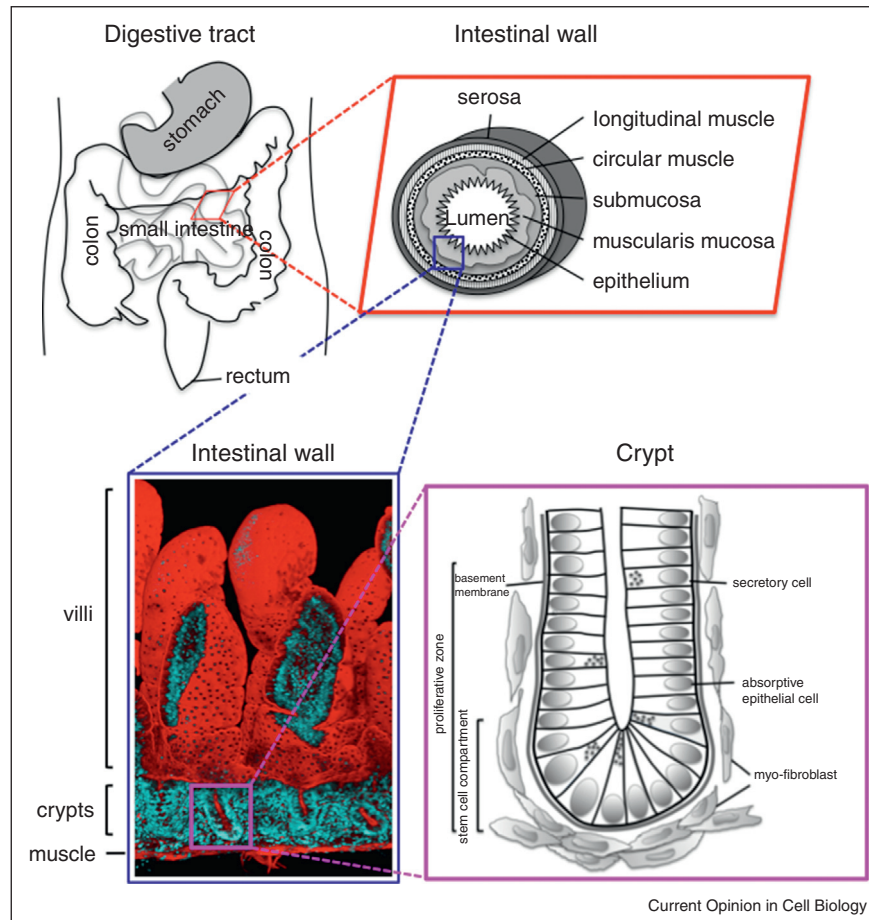 Digestive tract
Intestinal wall
stomach
colon
small intestine
colon
rectum
serosa
longitudinal muscle
circular muscle
submucosa
muscularis mucosa
epithelium
Lumen
Intestinal wall
Crypt
villi
crypts
muscle
proliferative zone
stem cell compartment
basement
membrane
secretory cell
absorptive
epithelial cell
myo-fibroblast
Current Opinion in Cell Biology